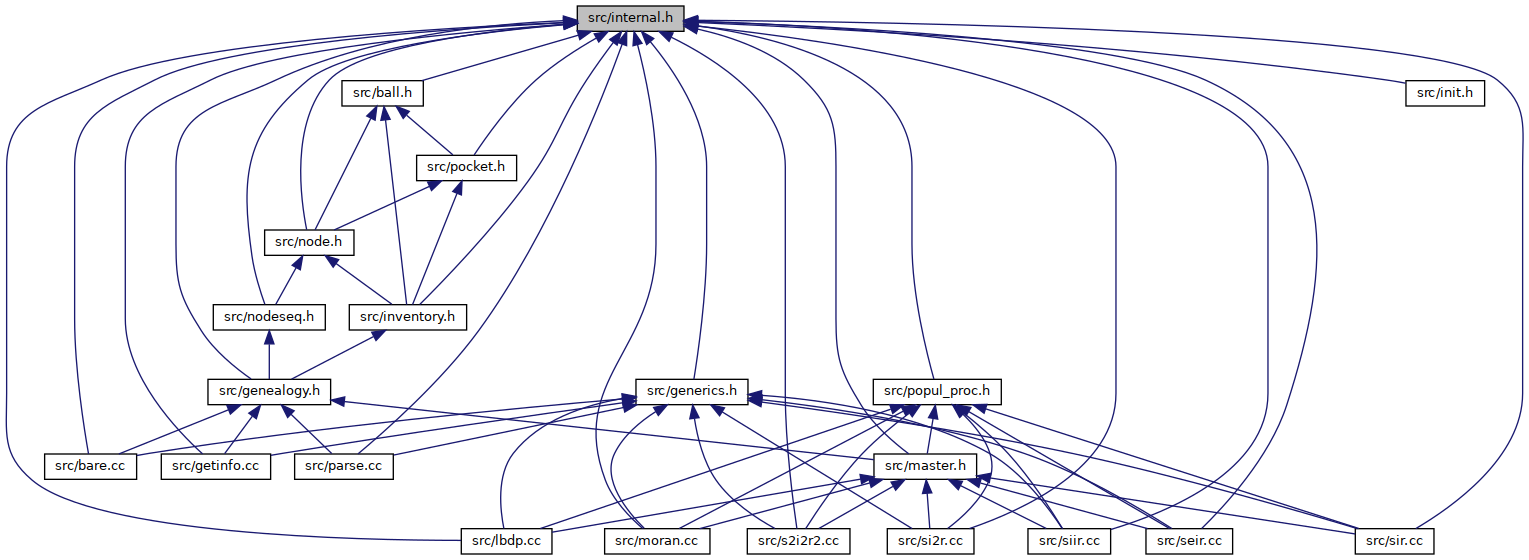 src/internal.h
src/ball.h
src/init.h
src/pocket.h
src/node.h
src/nodeseq.h
src/inventory.h
src/genealogy.h
src/generics.h
src/popul_proc.h
src/bare.cc
src/getinfo.cc
src/parse.cc
src/master.h
src/lbdp.cc
src/moran.cc
src/s2i2r2.cc
src/si2r.cc
src/siir.cc
src/seir.cc
src/sir.cc